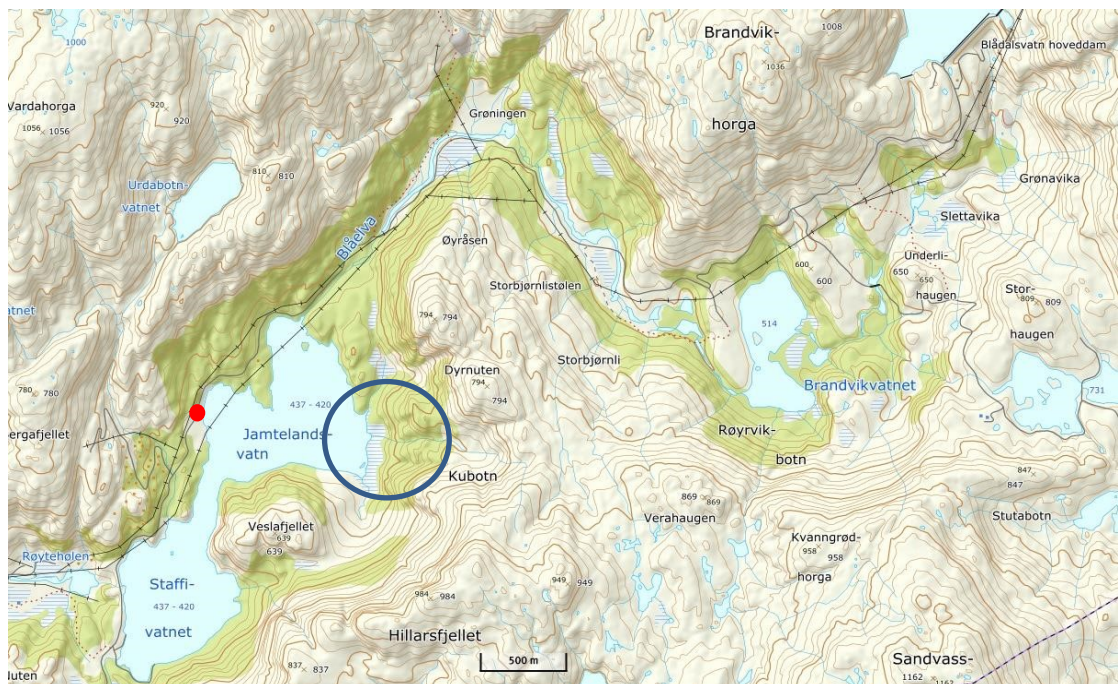 Brandvik-
1008
Blådalsvatn hoveddam
1000
1036
Vardahorga
920
920
Grøningen
horga
1056
1056
Urdabotn-
vatnet
810
810
Grønavika
Slettavika
Blåelva
Øyråsen
Underli-
haugen
600
600
650
650
Storbjørnlistølen
Stor-
809
809
haugen
794
794
514
Storbjørnli
Dyrnuten
794
794
Brandvikvatnet
731
780
780
437 - 420
Jamtelands-
vatn
Røyrvik-
botn
Kubotn
847
847
869
869
Verahaugen
Stutabotn
Veslafjellet
639
639
Kvanngrød-
958
958
horga
Røytehølen
Staffi-
437 - 420
vatnet
949
949
984
984
Hillarsfjellet
500 m
837
837
Sandvass-
1162
1162